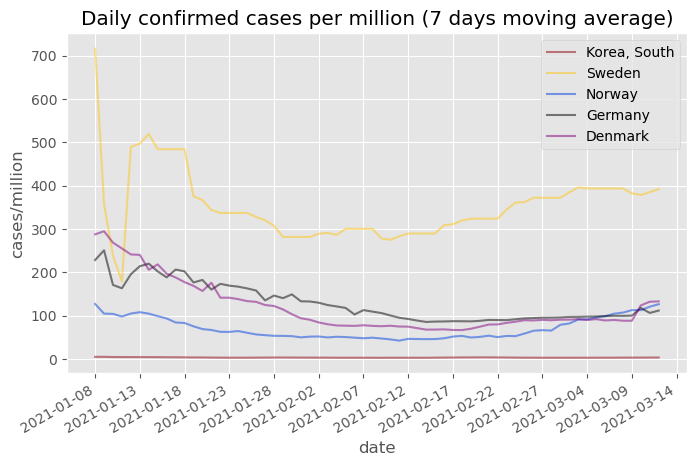 Daily confirmed cases per million (7 days moving average)
Korea, South
Sweden
Norway
Germany
Denmark
cases/million
700
600
500
400
300
200
100
0
2021-01-08
2021-01-13
2021-01-18
2021-01-23
2021-01-28
2021-02-02
2021-02-07
2021-02-12
2021-02-17
2021-02-22
2021-02-27
2021-03-04
2021-03-09
2021-03-14
date